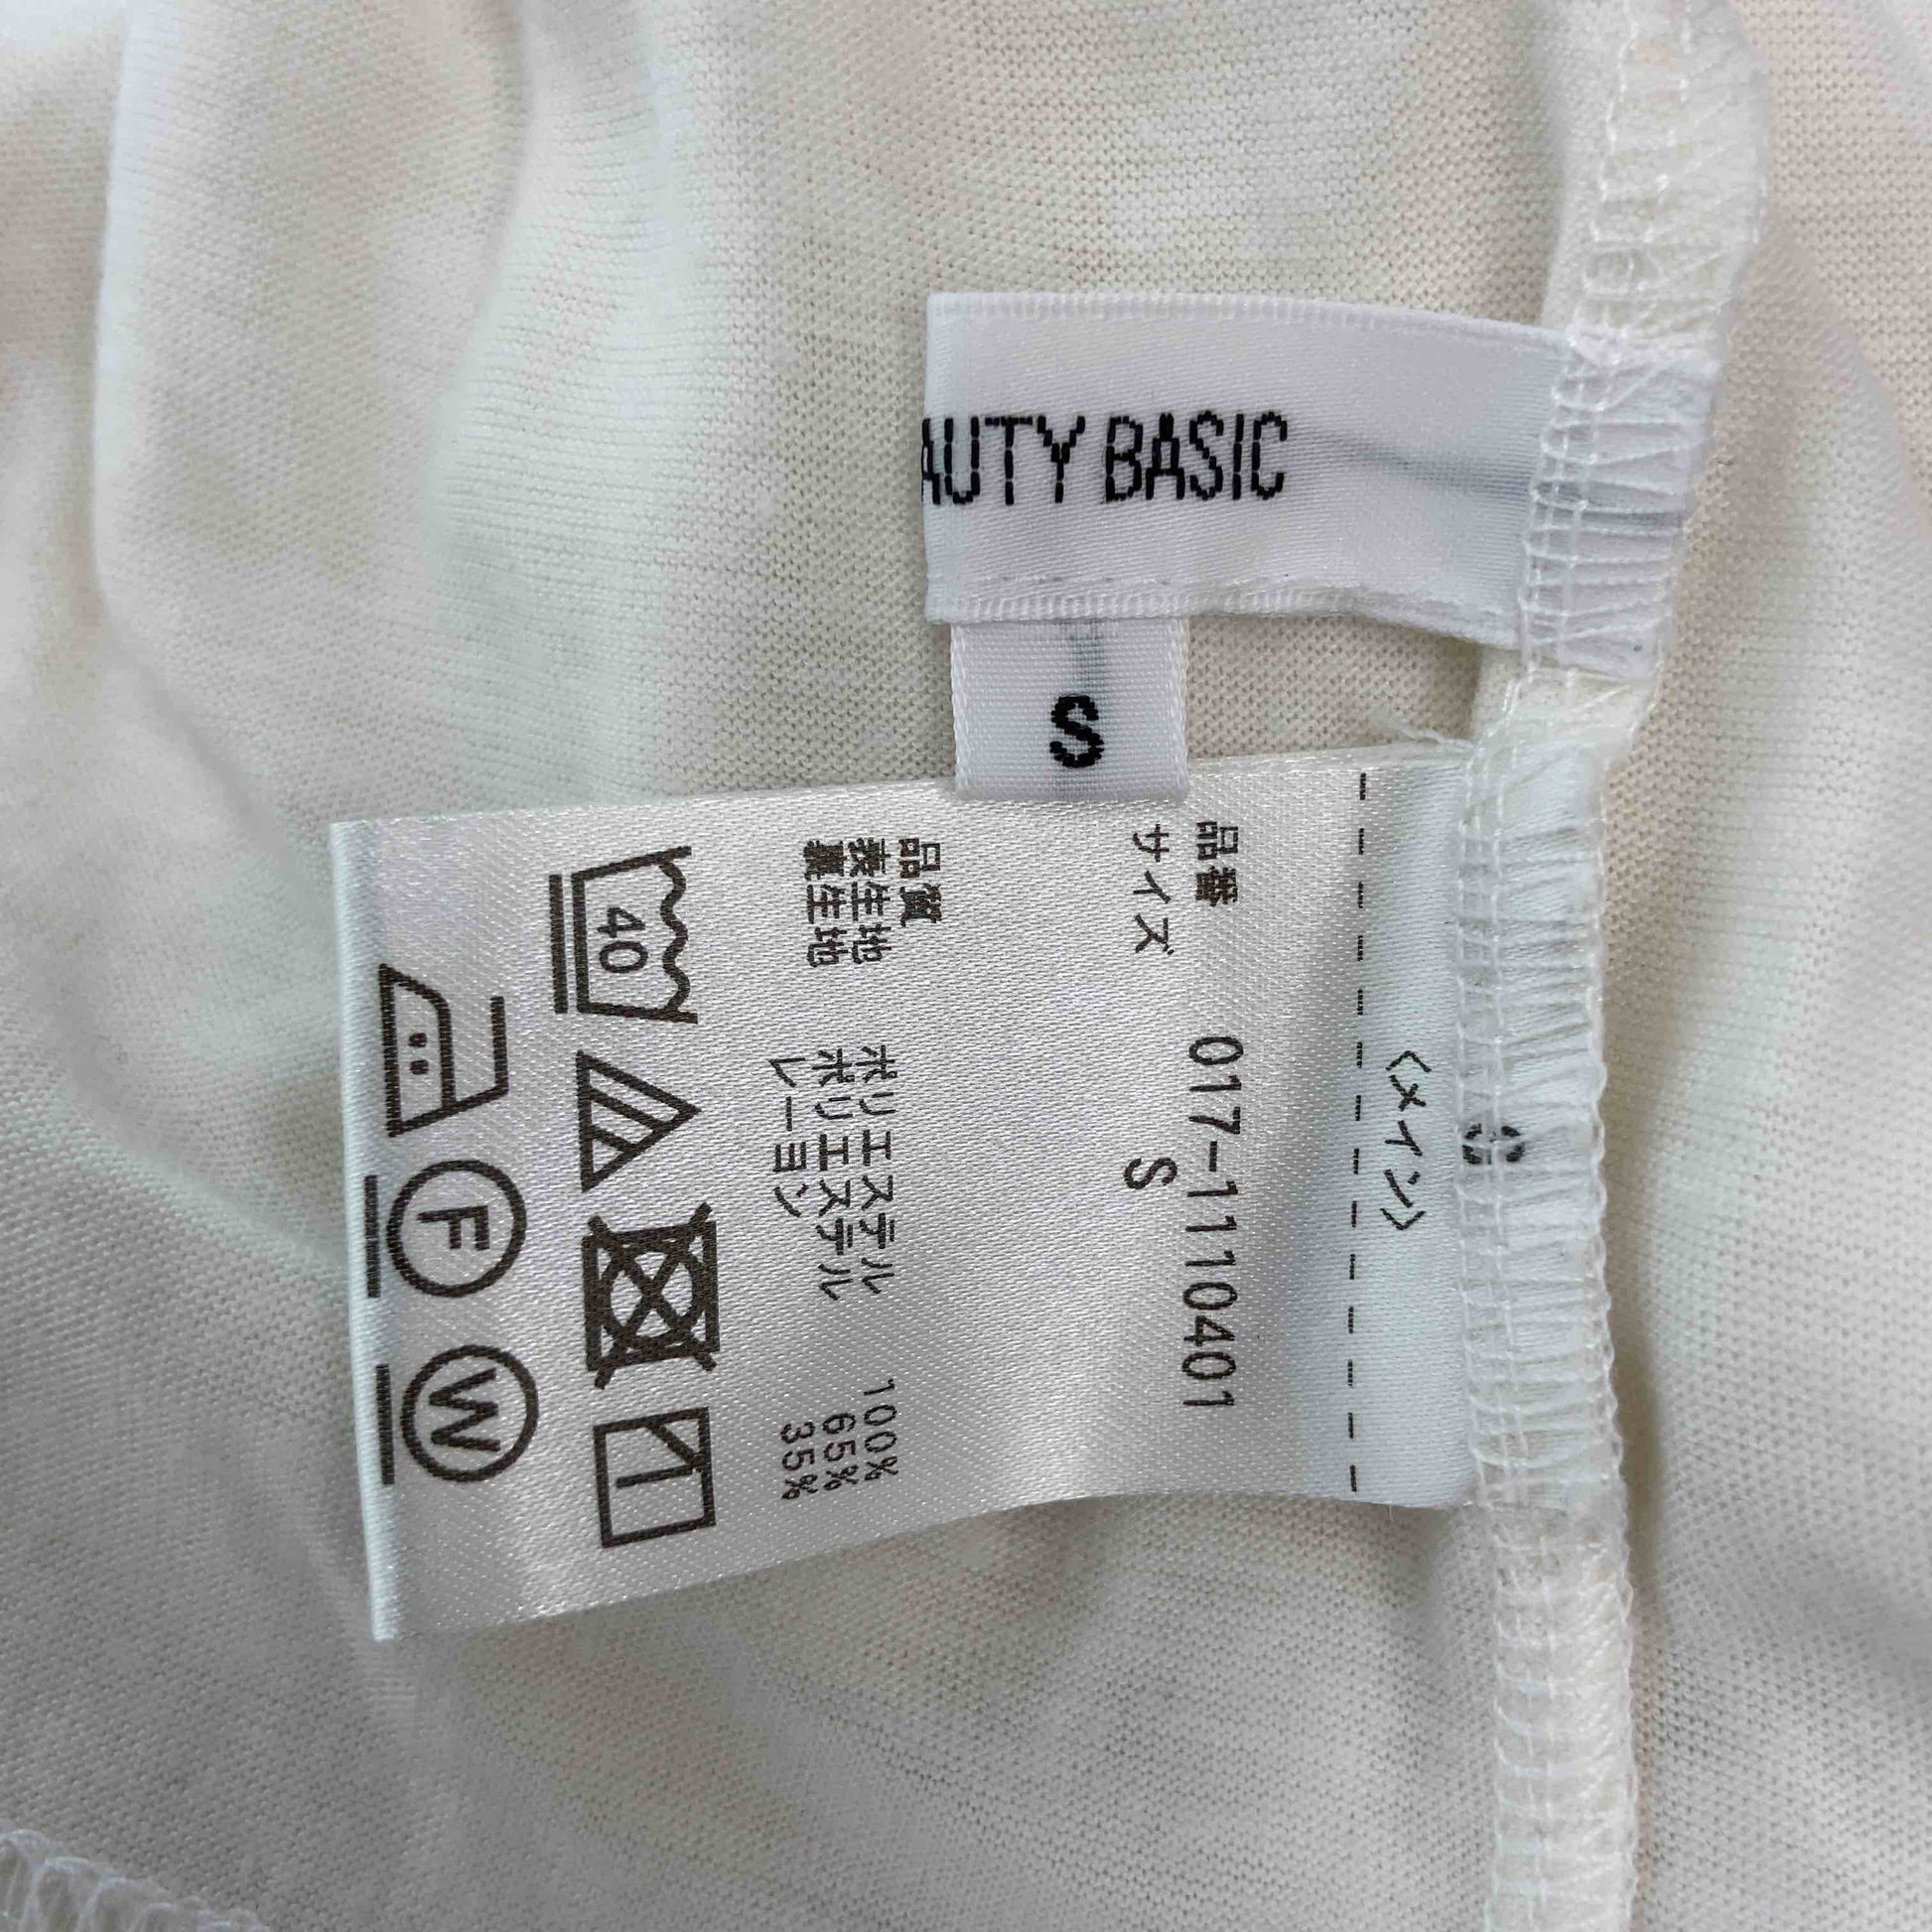 AUTY BASIC
S
〈メイン〉
品番 017-1110401
サイズ S
品質
表生地 ポリエステル 100%
裏生地 ポリエステル 65%
レーヨン 35%
40
F
W